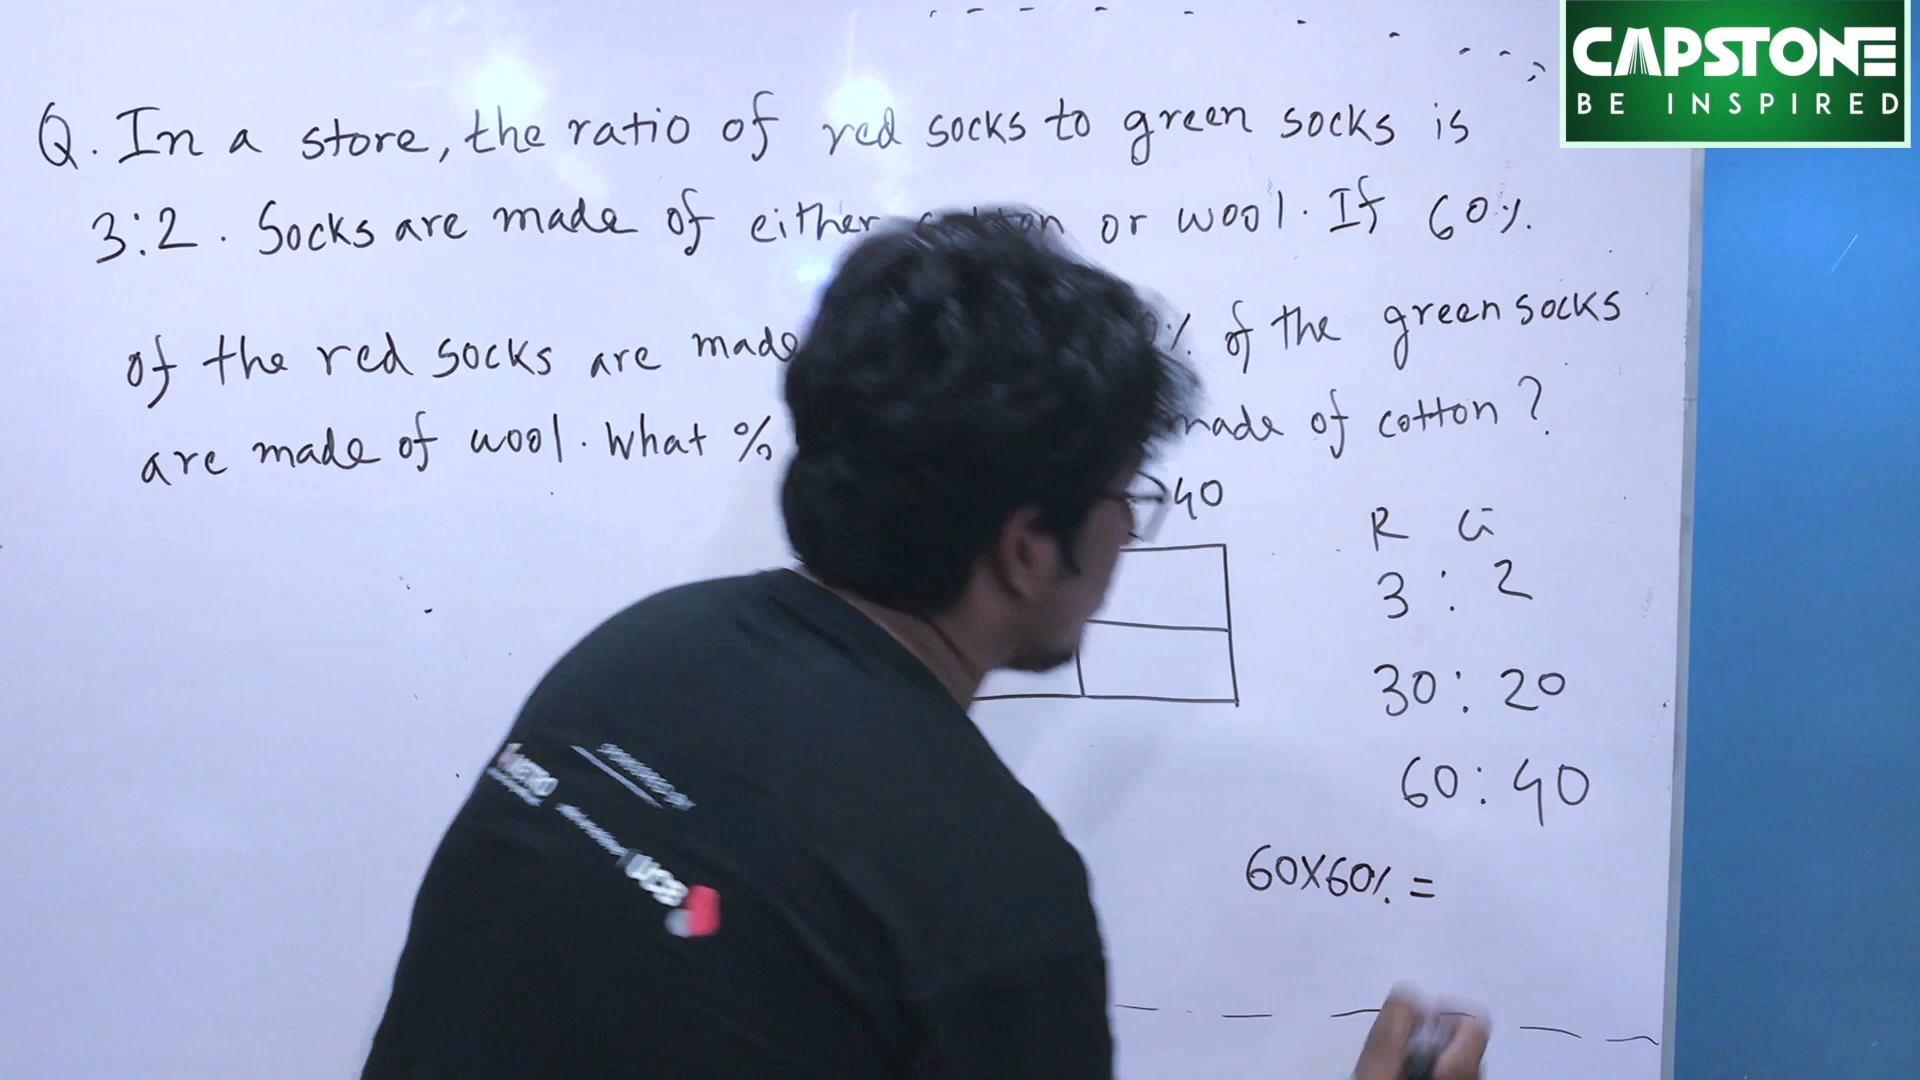 CAPSTONE
BE INSPIRED
Q. In a store, the ratio of red socks to green socks is
3:2. Socks are made of either cotton or wool. If 60%
of the red socks are made % of the green socks
are made of wool. What % made of cotton?
40
R G
3 : 2
30 : 20
60 : 40
60X60% =